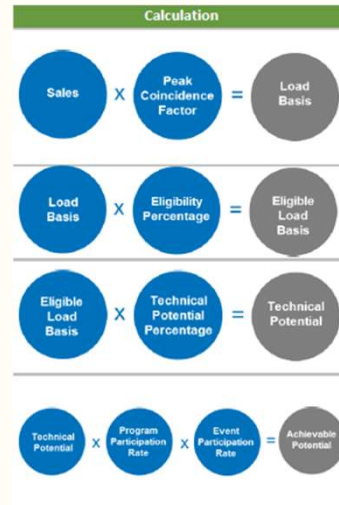 Calculation
Sales X Peak Coincidence Factor = Load Basis
Load Basis X Eligibility Percentage = Eligible Load Basis
Eligible Load Basis X Technical Potential Percentage = Technical Potential
Technical Potential X Program Participation Rate X Event Participation Rate = Achievable Potential